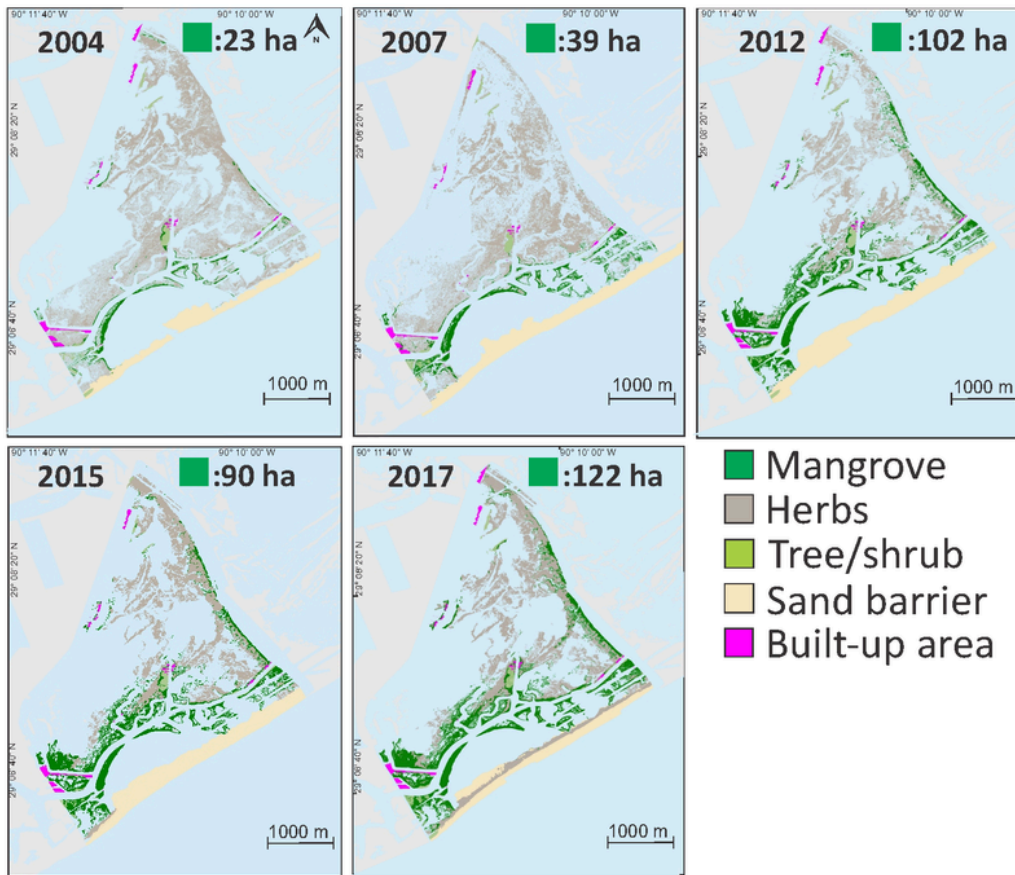 90 °11 '40" W 90 °10 '00" W
2004 :23 ha
N
29° 08 '20" N
29° 06 '40" N
1000 m
90 °11 '40" W 90 °10 '00" W
2007 :39 ha
29° 08 '20" N
29° 06 '40" N
1000 m
90 °11 '40" W 90 °10 '00" W
2012 :102 ha
29° 08 '20" N
29° 06 '40" N
1000 m
90 °11 '40" W 90 °10 '00" W
2015 :90 ha
29° 08 '20" N
29° 06 '40" N
1000 m
90 °11 '40" W 90 °10 '00" W
2017 :122 ha
29° 08 '20" N
29° 06 '40" N
1000 m
Mangrove
Herbs
Tree/shrub
Sand barrier
Built-up area